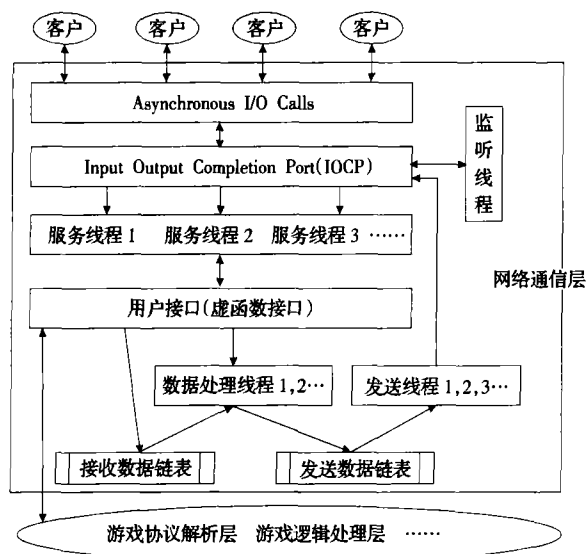 客户 客户 客户 客户
Asynchronous I/O Calls
Input Output Completion Port(IOCP)
监听线程
服务线程1 服务线程2 服务线程3 ……
网络通信层
用户接口(虚函数接口)
数据处理线程1,2… 发送线程1,2,3…
接收数据链表 发送数据链表
游戏协议解析层 游戏逻辑处理层 ……